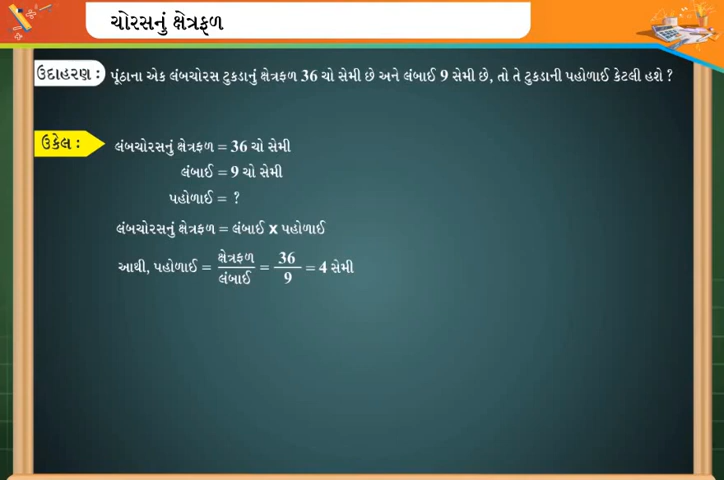 ચોરસનું ક્ષેત્રફળ
ઉદાહરણ : પૂંઠાના એક લંબચોરસ ટુકડાનું ક્ષેત્રફળ 36 ચો સેમી છે અને લંબાઈ 9 સેમી છે, તો તે ટુકડાની પહોળાઈ કેટલી હશે ?
ઉકેલ : લંબચોરસનું ક્ષેત્રફળ = 36 ચો સેમી
લંબાઈ = 9 ચો સેમી
પહોળાઈ = ?
લંબચોરસનું ક્ષેત્રફળ = લંબાઈ x પહોળાઈ
આથી, પહોળાઈ = ક્ષેત્રફળ / લંબાઈ = 36 / 9 = 4 સેમી